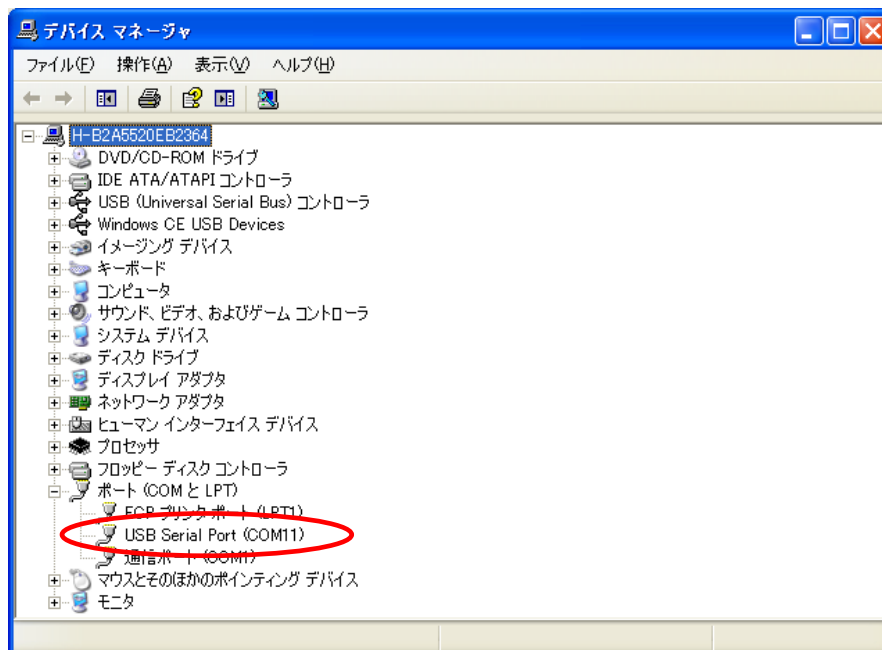 デバイス マネージャ
ファイル(F) 操作(A) 表示(V) ヘルプ(H)
H-B2A5520EB2364
DVD/CD-ROM ドライブ
IDE ATA/ATAPI コントローラ
USB (Universal Serial Bus) コントローラ
Windows CE USB Devices
イメージング デバイス
キーボード
コンピュータ
サウンド、ビデオ、およびゲーム コントローラ
システム デバイス
ディスク ドライブ
ディスプレイ アダプタ
ネットワーク アダプタ
ヒューマン インターフェイス デバイス
プロセッサ
フロッピー ディスク コントローラ
ポート (COM と LPT)
ECP プリンタ ポート (LPT1)
USB Serial Port (COM11)
通信ポート (COM1)
マウスとそのほかのポインティング デバイス
モニタ